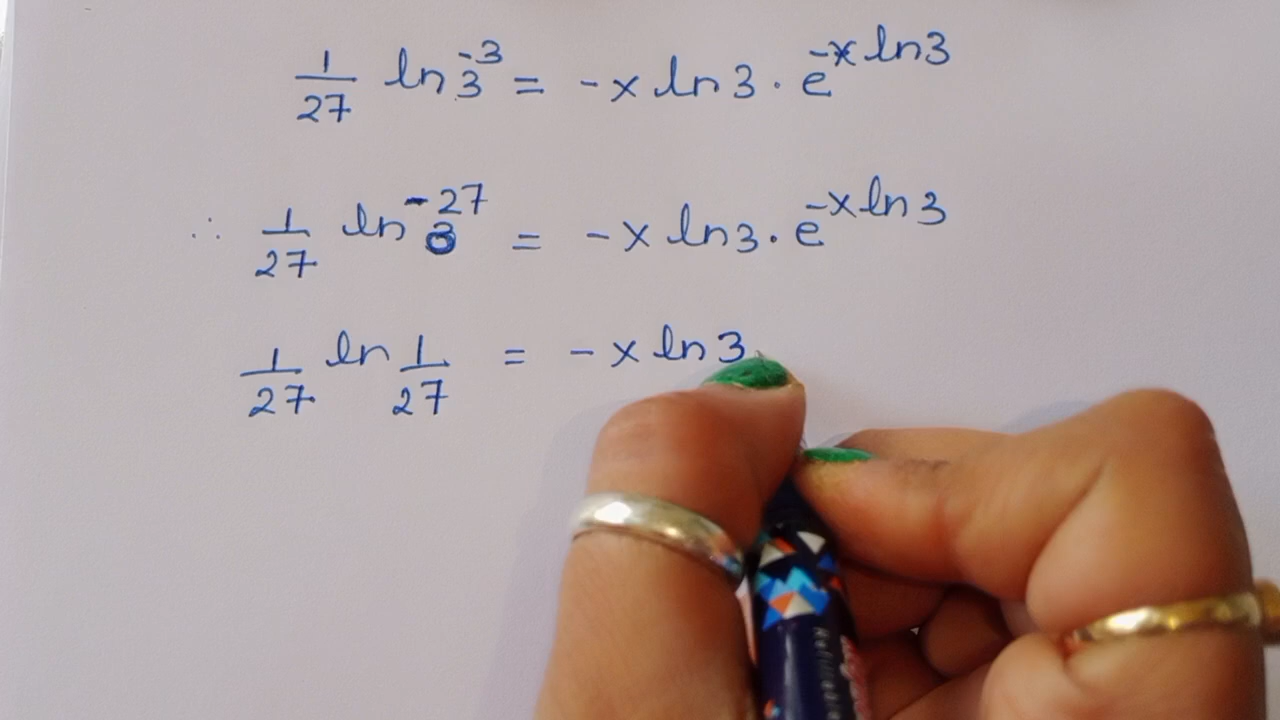 1/27 ln 3^-3 = -x ln 3 · e^-x ln 3
∴ 1/27 ln 3^-27 = -x ln 3 · e^-x ln 3
1/27 ln 1/27 = -x ln 3